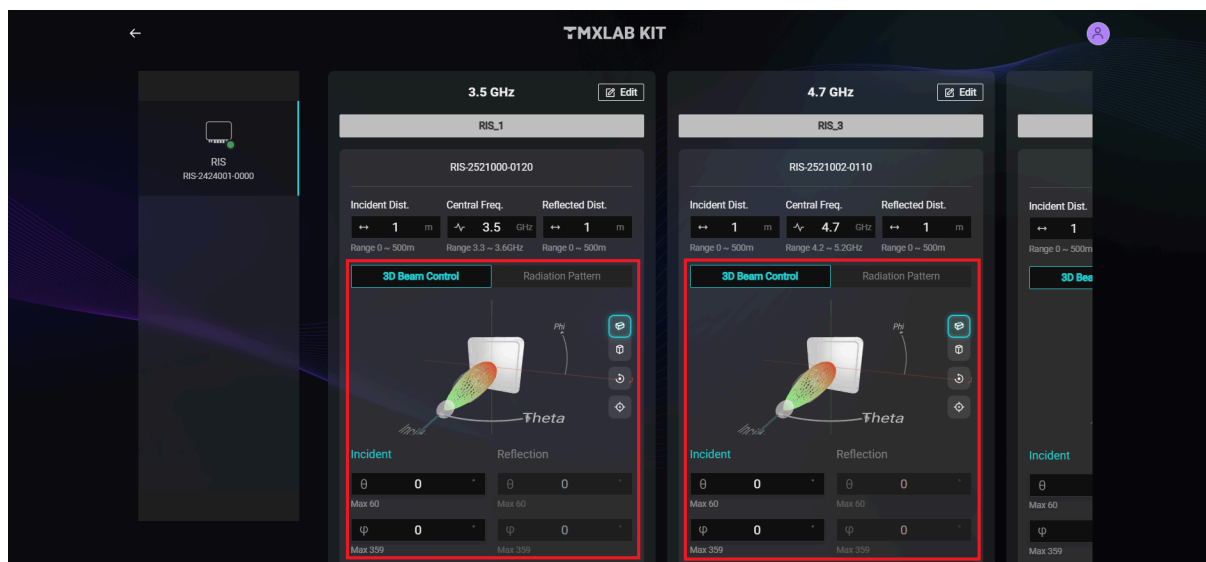 TMXLAB KIT
RIS
RIS-2424001-0000
3.5 GHz
Edit
RIS_1
RIS-2521000-0120
Incident Dist. Central Freq. Reflected Dist.
1 m 3.5 GHz 1 m
Range 0 ~ 500m Range 3.3 ~ 3.6GHz Range 0 ~ 500m
3D Beam Control Radiation Pattern
Phi
Theta
Incident Reflection
θ 0 ° θ 0 °
Max 60 Max 60
φ 0 ° φ 0 °
Max 359 Max 359
4.7 GHz
Edit
RIS_3
RIS-2521002-0110
Incident Dist. Central Freq. Reflected Dist.
1 m 4.7 GHz 1 m
Range 0 ~ 500m Range 4.2 ~ 5.2GHz Range 0 ~ 500m
3D Beam Control Radiation Pattern
Phi
Theta
Incident Reflection
θ 0 ° θ 0 °
Max 60 Max 60
φ 0 ° φ 0 °
Max 359 Max 359
Incident Dist.
1
Range 0 ~ 500m
3D Bea
Incident
θ
Max 60
φ
Max 359